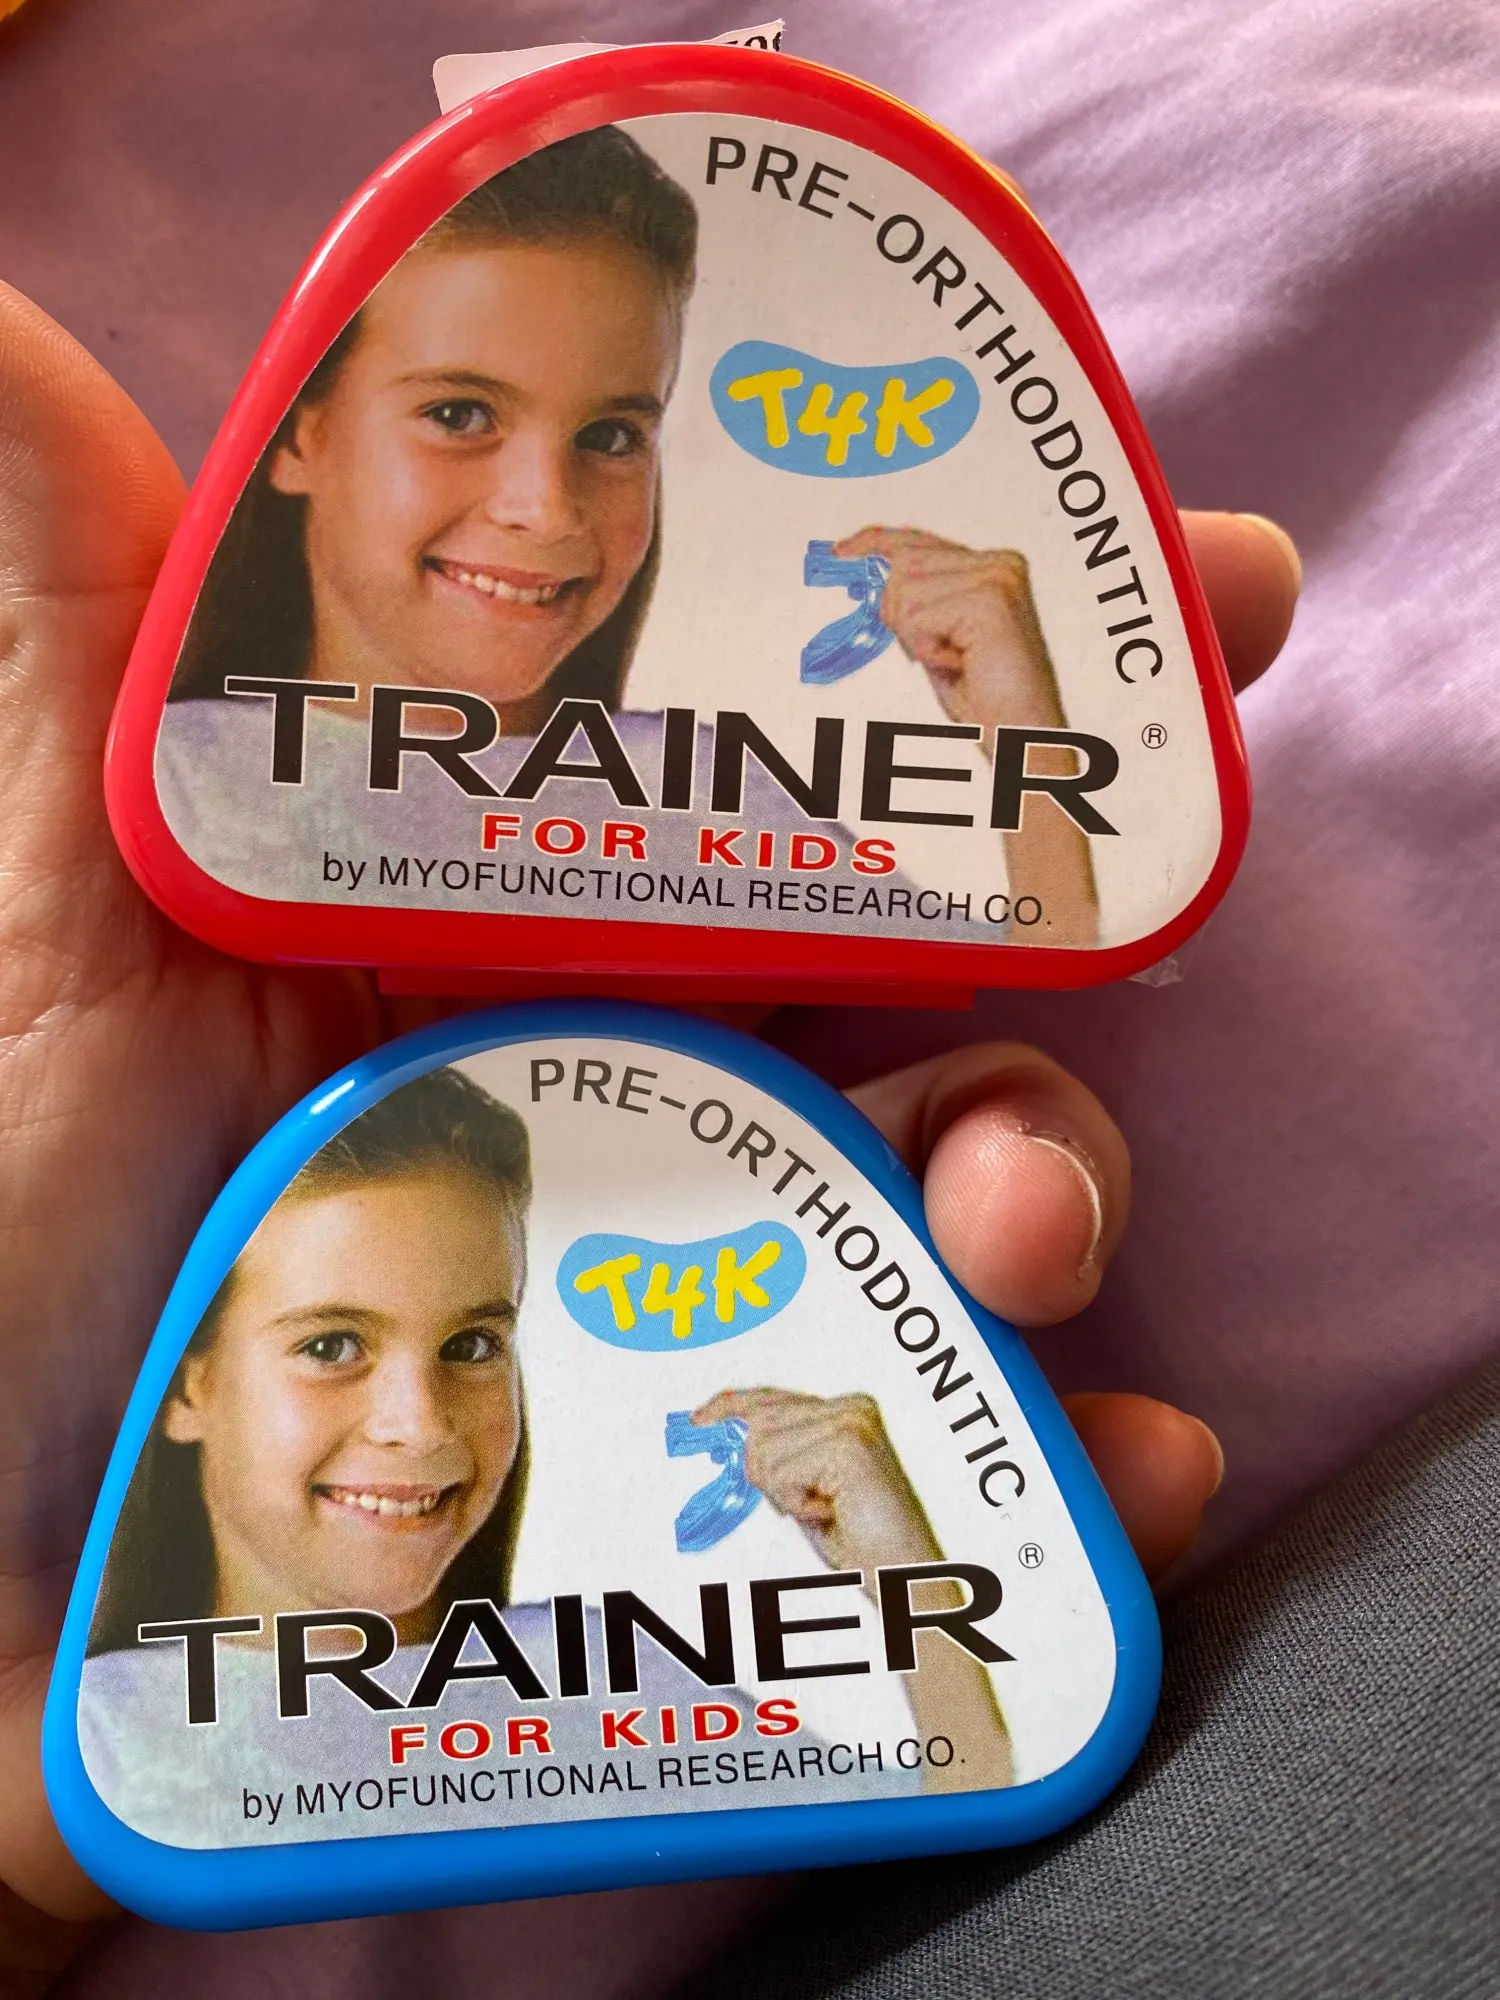 PRE-ORTHODONTIC
T4K
TRAINER®
FOR KIDS
by MYOFUNCTIONAL RESEARCH CO.
PRE-ORTHODONTIC
T4K
TRAINER®
FOR KIDS
by MYOFUNCTIONAL RESEARCH CO.